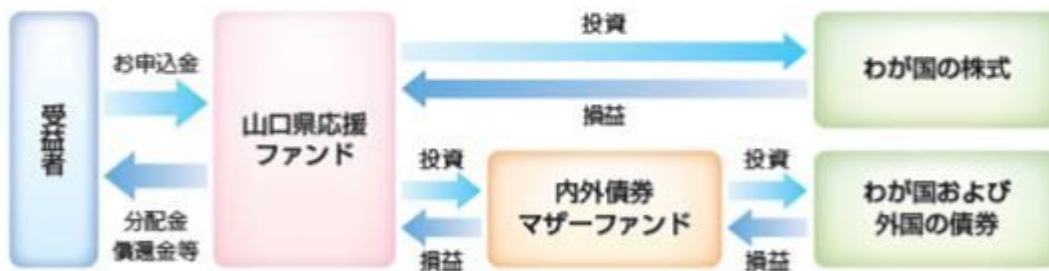 受益者
お申込金
分配金
償還金等
山口県応援
ファンド
投資
損益
投資
損益
内外債券
マザーファンド
投資
損益
わが国の株式
わが国および
外国の債券